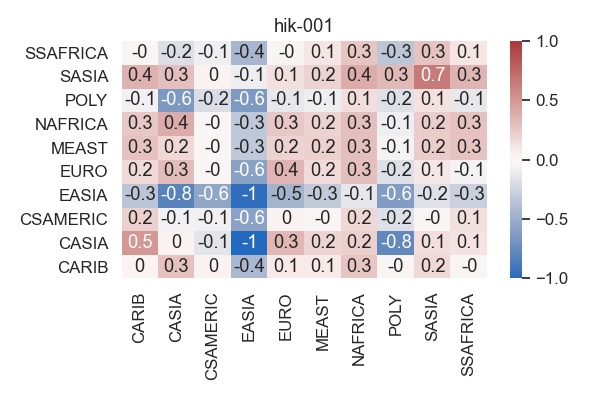 hik-001
SSAFRICA -0 -0.2 -0.1 -0.4 -0 0.1 0.3 -0.3 0.3 0.1
SASIA 0.4 0.3 0 -0.1 0.1 0.2 0.4 0.3 0.7 0.3
POLY -0.1 -0.6 -0.2 -0.6 -0.1 -0.1 0.1 -0.2 0.1 -0.1
NAFRICA 0.3 0.4 -0 -0.3 0.3 0.2 0.3 -0.1 0.2 0.3
MEAST 0.3 0.2 -0 -0.3 0.2 0.2 0.3 -0.1 0.2 0.3
EURO 0.2 0.3 -0 -0.6 0.4 0.2 0.3 -0.2 0.1 -0.1
EASIA -0.3 -0.8 -0.6 -1 -0.5 -0.3 -0.1 -0.6 -0.2 -0.3
CSAMERIC 0.2 -0.1 -0.1 -0.6 0 -0 0.2 -0.2 -0 0.1
CASIA 0.5 0 -0.1 -1 0.3 0.2 0.2 -0.8 0.1 0.1
CARIB 0 0.3 0 -0.4 0.1 0.1 0.3 -0 0.2 -0
CARIB CASIA CSAMERIC EASIA EURO MEAST NAFRICA POLY SASIA SSAFRICA
1.0
0.5
0.0
−0.5
−1.0